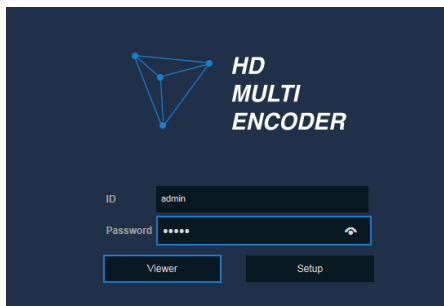 HD
MULTI
ENCODER
ID admin
Password •••••
Viewer Setup